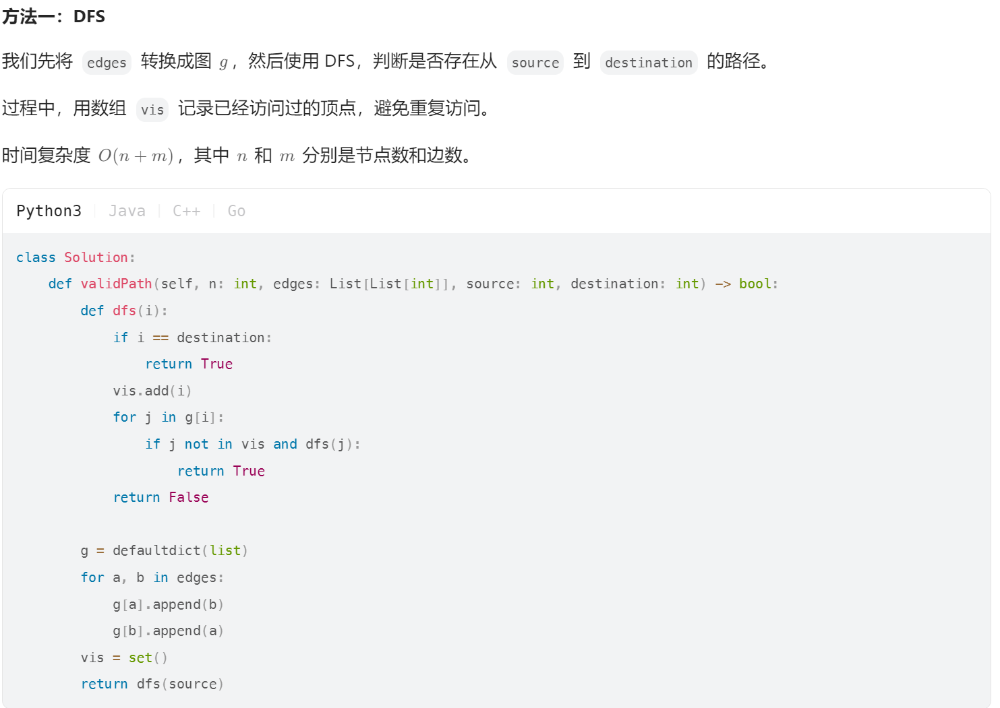 方法一：DFS
我们先将 edges 转换成图 g，然后使用 DFS，判断是否存在从 source 到 destination 的路径。
过程中，用数组 vis 记录已经访问过的顶点，避免重复访问。
时间复杂度 O(n + m)，其中 n 和 m 分别是节点数和边数。
Python3 | Java | C++ | Go
class Solution:
    def validPath(self, n: int, edges: List[List[int]], source: int, destination: int) -> bool:
        def dfs(i):
            if i == destination:
                return True
            vis.add(i)
            for j in g[i]:
                if j not in vis and dfs(j):
                    return True
            return False
        g = defaultdict(list)
        for a, b in edges:
            g[a].append(b)
            g[b].append(a)
        vis = set()
        return dfs(source)